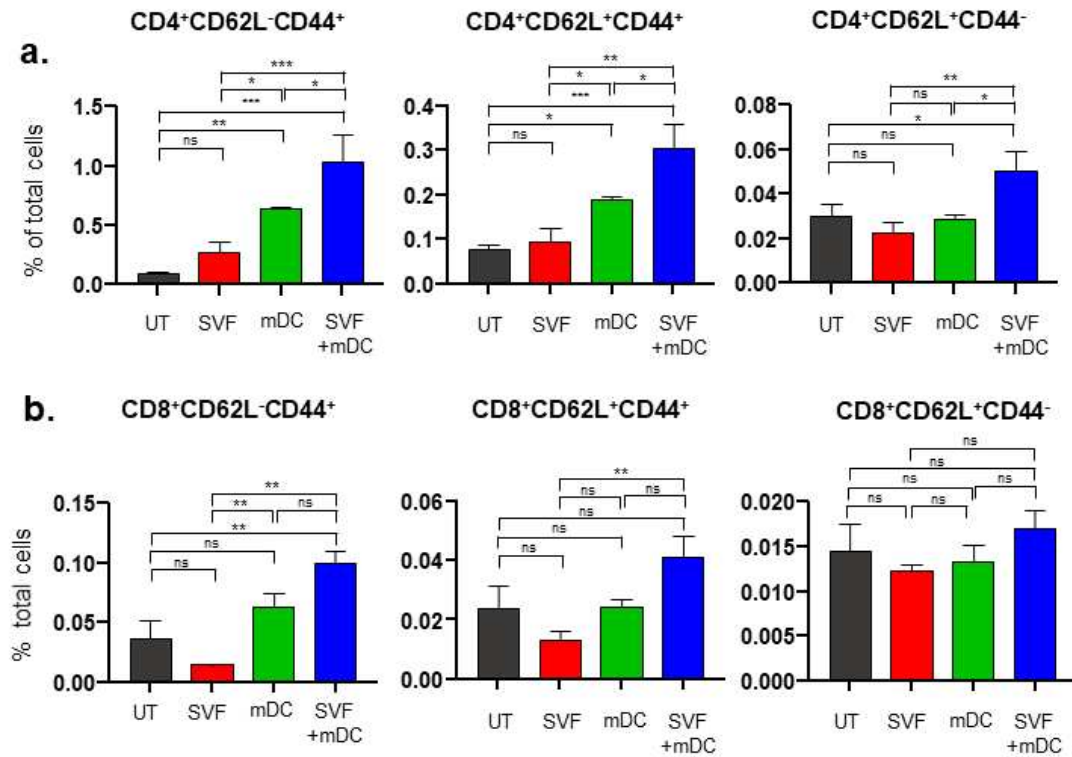 CD4⁺CD62L⁻CD44⁺ CD4⁺CD62L⁺CD44⁺ CD4⁺CD62L⁺CD44⁻
a.
% of total cells
*** 
* *
***
**
ns
1.5
1.0
0.5
0.0
UT SVF mDC SVF
+mDC
**
* *
***
*
ns
0.4
0.3
0.2
0.1
0.0
UT SVF mDC SVF
+mDC
**
ns *
*
ns
ns
0.08
0.06
0.04
0.02
0.00
UT SVF mDC SVF
+mDC
b.
CD8⁺CD62L⁻CD44⁺ CD8⁺CD62L⁺CD44⁺ CD8⁺CD62L⁺CD44⁻
% total cells
**
** ns
**
ns
ns
0.15
0.10
0.05
0.00
UT SVF mDC SVF
+mDC
**
ns ns
ns
ns
ns
0.06
0.04
0.02
0.00
UT SVF mDC SVF
+mDC
ns
ns
ns
ns ns ns
0.020
0.015
0.010
0.005
0.000
UT SVF mDC SVF
+mDC